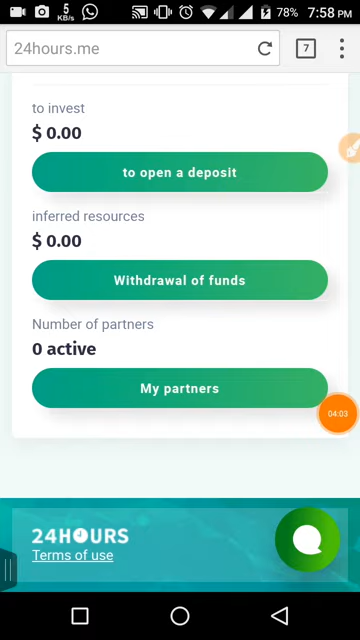 5
KB/s
78%
7:58 PM
24hours.me
7
to invest
$ 0.00
to open a deposit
inferred resources
$ 0.00
Withdrawal of funds
Number of partners
0 active
My partners
04:03
24HOURS
Terms of use